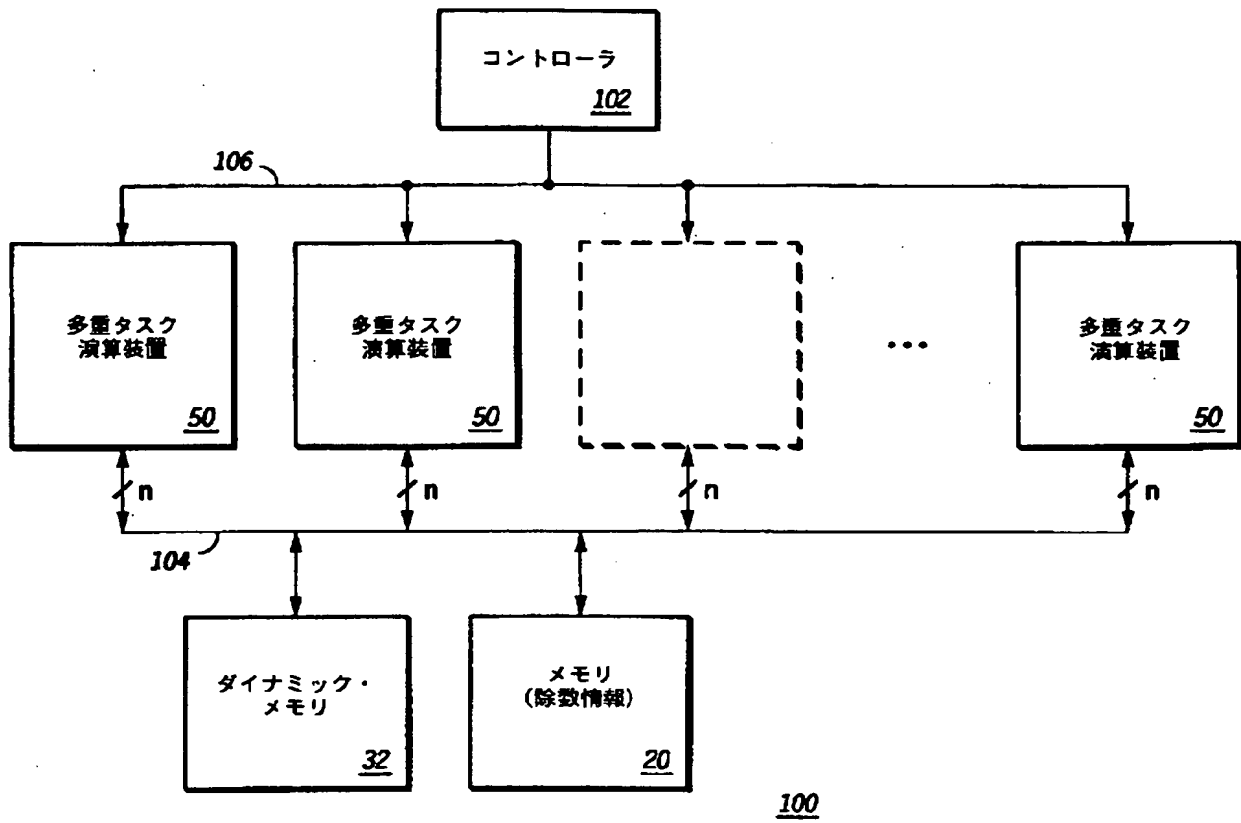 コントローラ
102
106
多重タスク
演算装置
50
多重タスク
演算装置
50
...
多重タスク
演算装置
50
n
n
n
n
104
ダイナミック・
メモリ
32
メモリ
(除数情報)
20
100